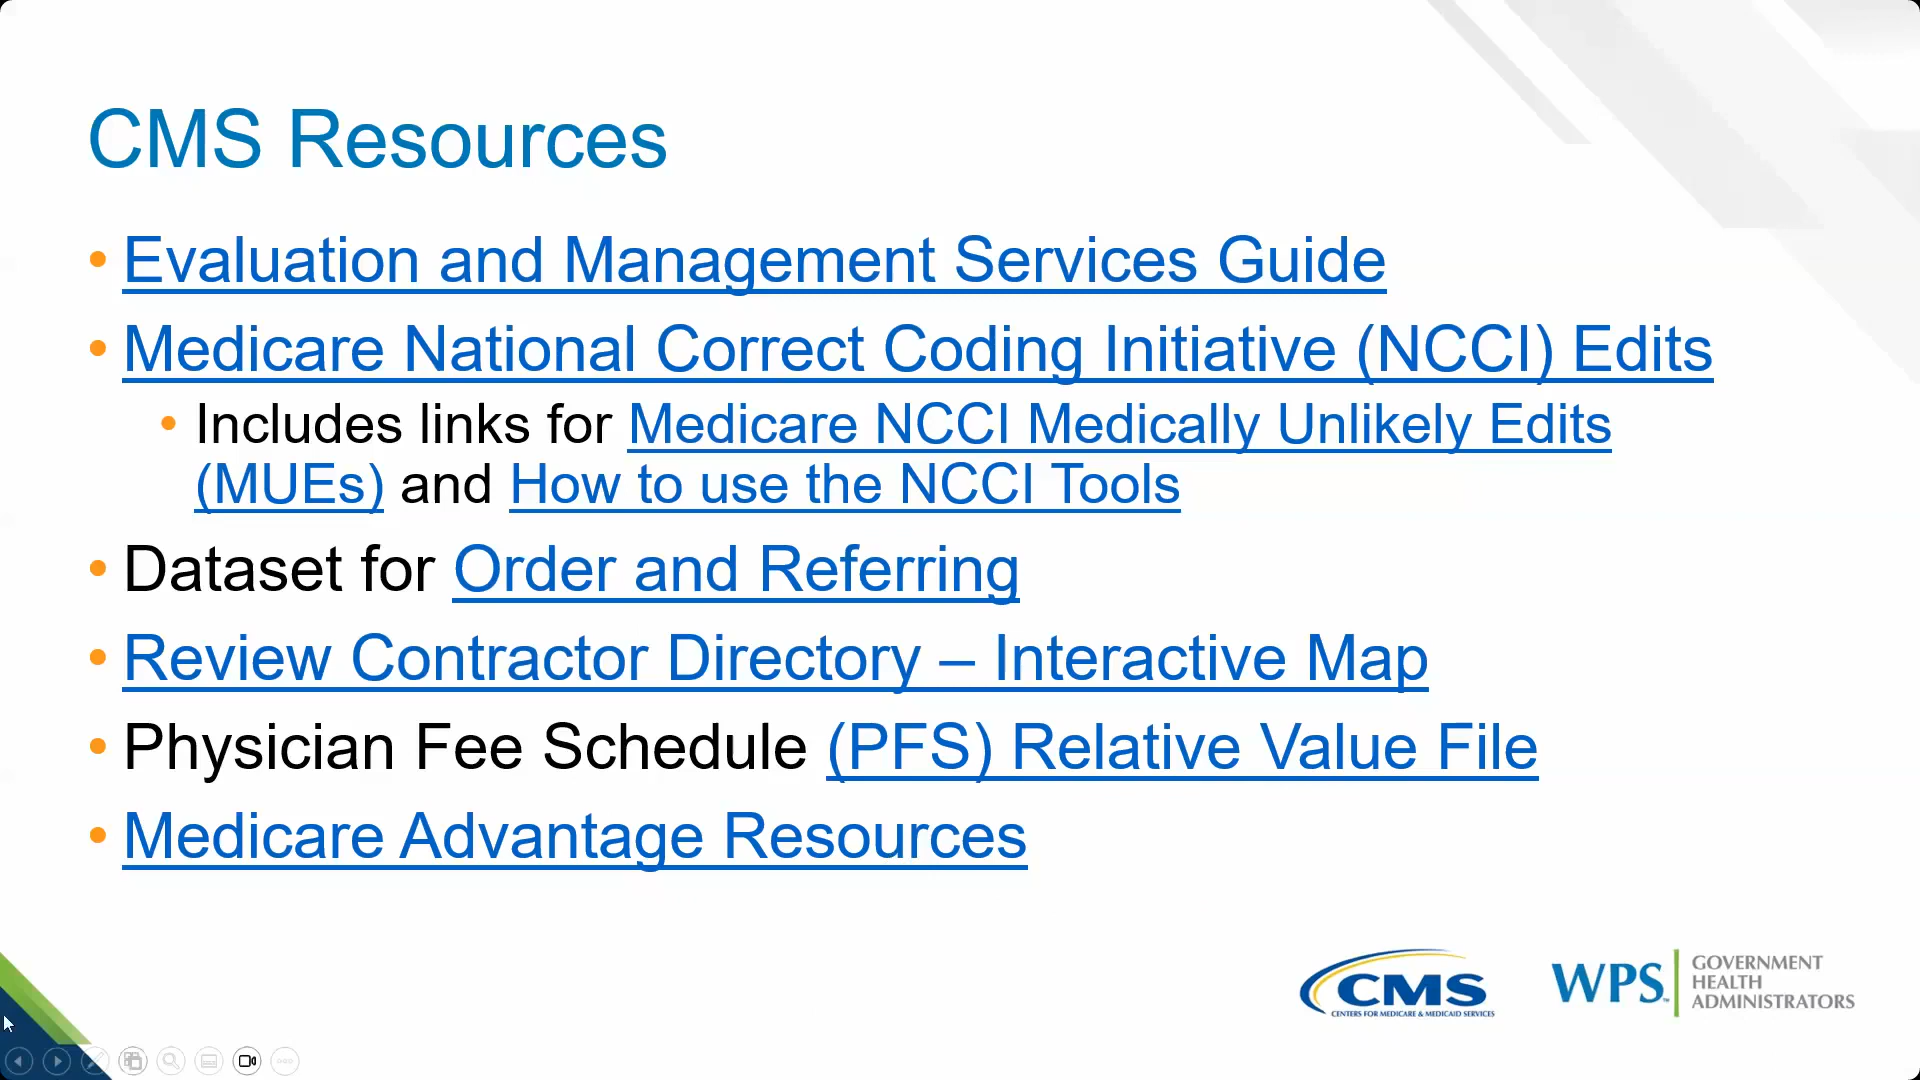 CMS Resources
• Evaluation and Management Services Guide
• Medicare National Correct Coding Initiative (NCCI) Edits
• Includes links for Medicare NCCI Medically Unlikely Edits
(MUEs) and How to use the NCCI Tools
• Dataset for Order and Referring
• Review Contractor Directory – Interactive Map
• Physician Fee Schedule (PFS) Relative Value File
• Medicare Advantage Resources
CMS
CENTERS FOR MEDICARE & MEDICAID SERVICES
WPS™
GOVERNMENT
HEALTH
ADMINISTRATORS